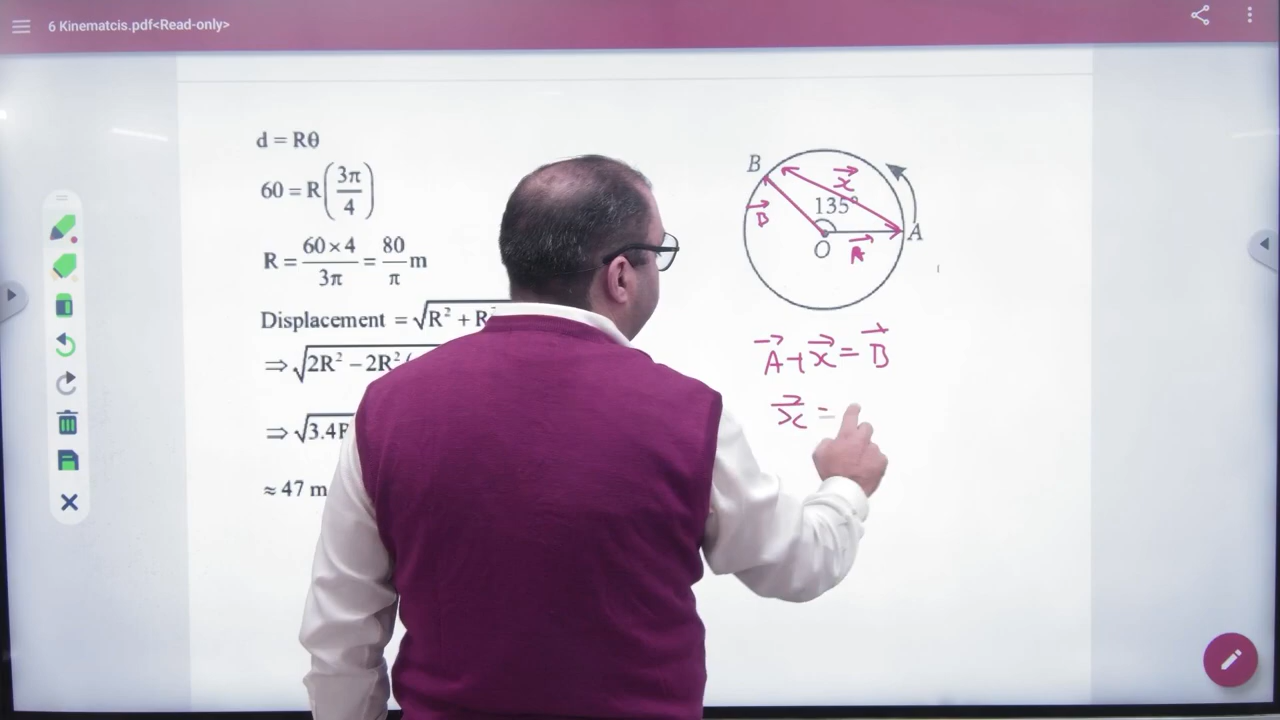 6 Kinematcis.pdf<Read-only>
d = Rθ
60 = R(3π/4)
R = 60 × 4/3π = 80/π m
Displacement = √R² + R
⇒ √2R² − 2R²
⇒ √3.4
≈ 47 m
B
A
O
135°
x⃗
B⃗
A⃗
A⃗ + x⃗ = B⃗
x⃗ =